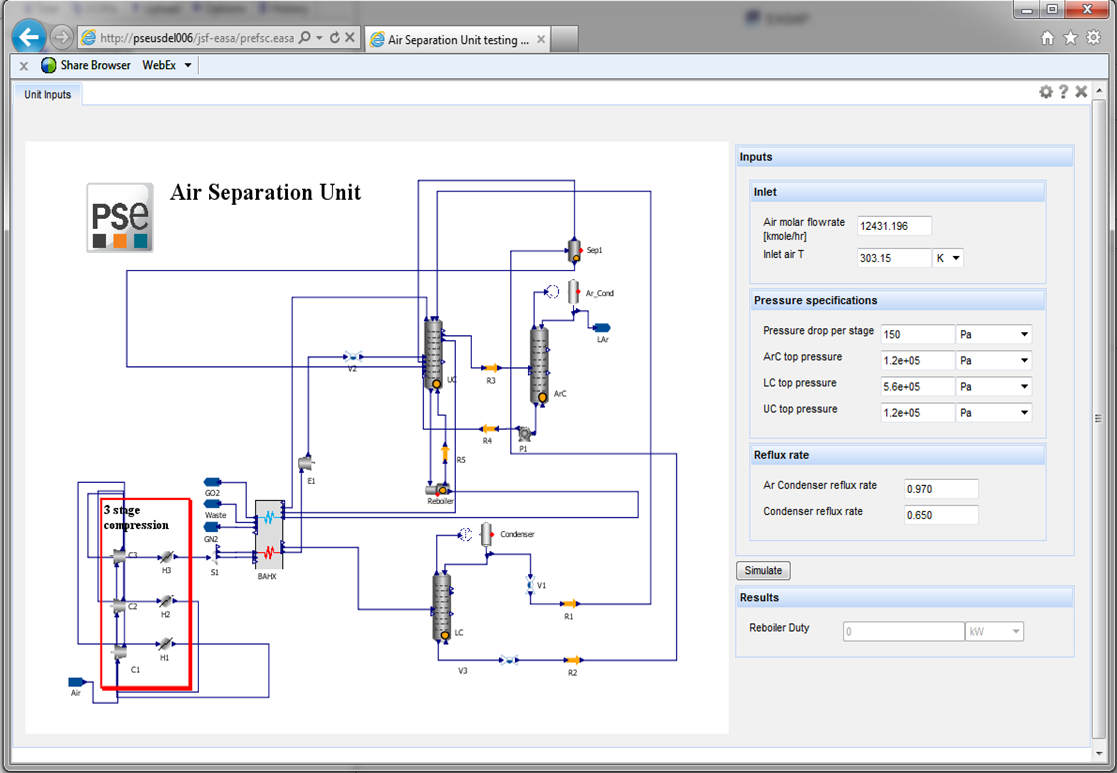 http://pseusdel006/jsf-easa/prefsc.easa
Air Separation Unit testing ...
x Share Browser WebEx
Unit Inputs
PSe
Air Separation Unit
Sep1
Ar_Cond
LAr
V2
UC
R3
ArC
R4
P1
R5
E1
Reboiler
GO2
Waste
GN2
3 stage
compression
C3
H3
S1
BAHX
Condenser
C2
H2
V1
R1
LC
C1
H1
V3
R2
Air
Inputs
Inlet
Air molar flowrate
[kmole/hr]
12431.196
Inlet air T
303.15
K
Pressure specifications
Pressure drop per stage 150 Pa
ArC top pressure 1.2e+05 Pa
LC top pressure 5.6e+05 Pa
UC top pressure 1.2e+05 Pa
Reflux rate
Ar Condenser reflux rate 0.970
Condenser reflux rate 0.650
Simulate
Results
Reboiler Duty 0 kW